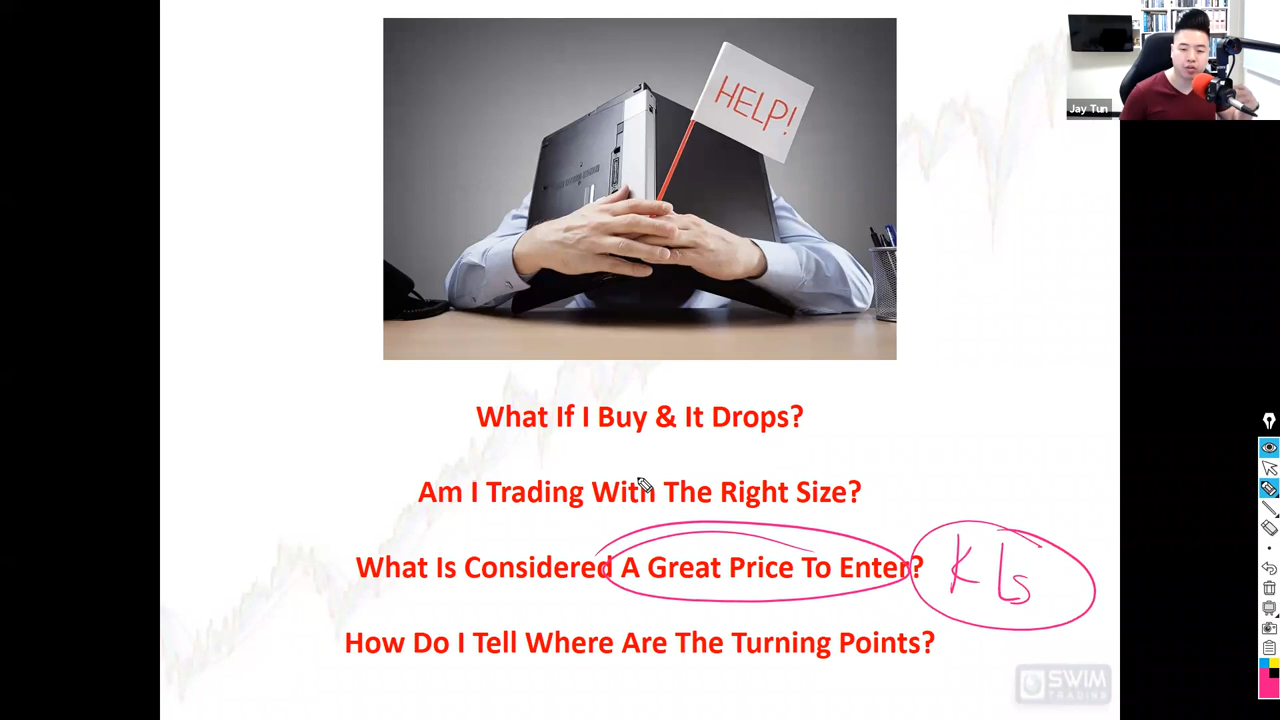 HELP!
Jay Tun
What If I Buy & It Drops?
Am I Trading With The Right Size?
What Is Considered A Great Price To Enter?
KLs
How Do I Tell Where Are The Turning Points?
SWIM
TRADING